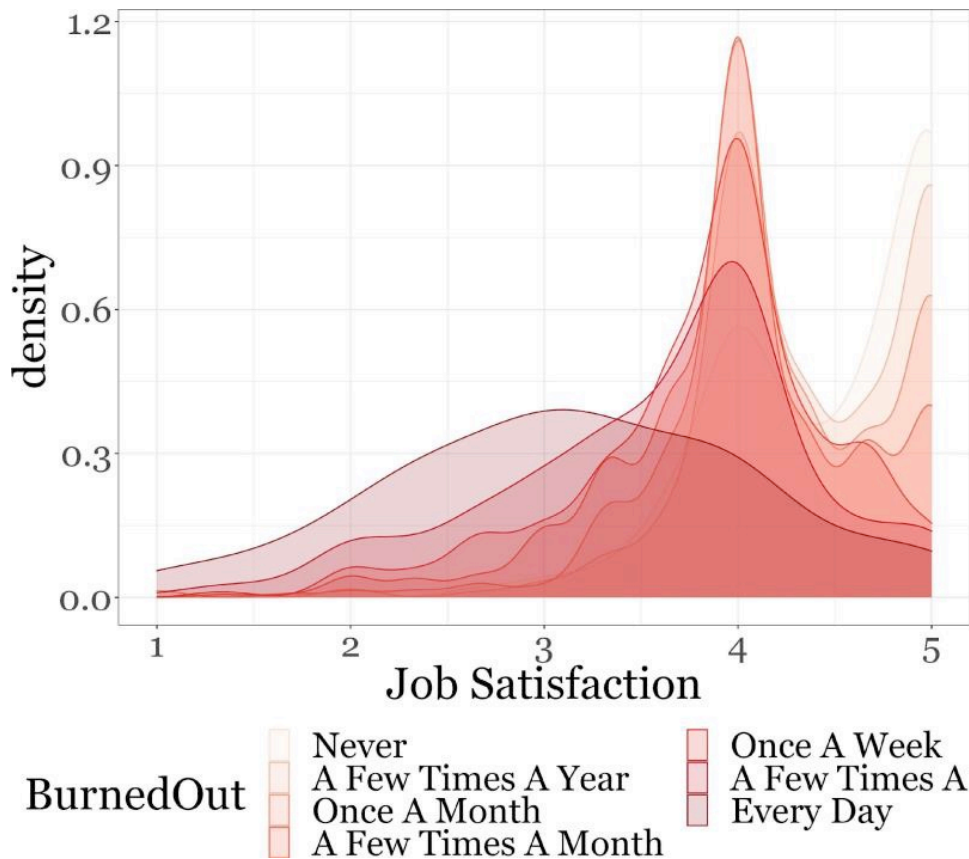 1.2
0.9
0.6
0.3
0.0
density
1 2 3 4 5
Job Satisfaction
BurnedOut
Never
A Few Times A Year
Once A Month
A Few Times A Month
Once A Week
A Few Times A
Every Day